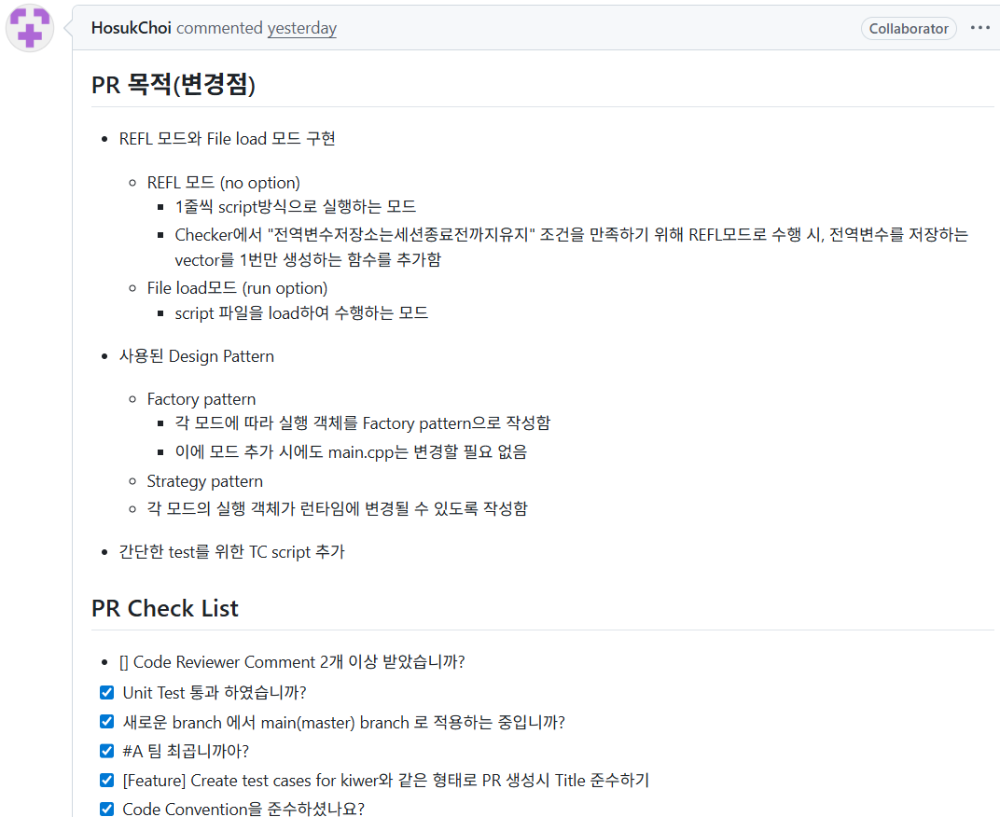 HosukChoi commented yesterday
Collaborator
PR 목적(변경점)
REFL 모드와 File load 모드 구현
REFL 모드 (no option)
1줄씩 script방식으로 실행하는 모드
Checker에서 "전역변수저장소는세션종료전까지유지" 조건을 만족하기 위해 REFL모드로 수행 시, 전역변수를 저장하는
vector를 1번만 생성하는 함수를 추가함
File load모드 (run option)
script 파일을 load하여 수행하는 모드
사용된 Design Pattern
Factory pattern
각 모드에 따라 실행 객체를 Factory pattern으로 작성함
이에 모드 추가 시에도 main.cpp는 변경할 필요 없음
Strategy pattern
각 모드의 실행 객체가 런타임에 변경될 수 있도록 작성함
간단한 test를 위한 TC script 추가
PR Check List
[] Code Reviewer Comment 2개 이상 받았습니까?
Unit Test 통과 하였습니까?
새로운 branch 에서 main(master) branch 로 적용하는 중입니까?
#A 팀 최곱니까아?
[Feature] Create test cases for kiwer와 같은 형태로 PR 생성시 Title 준수하기
Code Convention을 준수하셨나요?